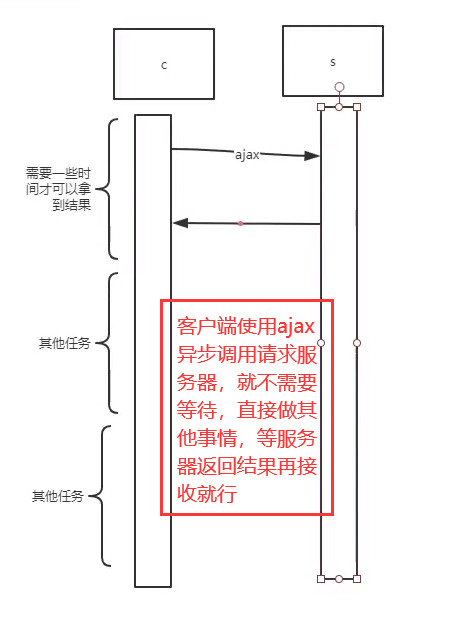 c
s
ajax
需要一些时
间才可以拿
到结果
客户端使用ajax
异步调用请求服
务器，就不需要
等待，直接做其
他事情，等服务
器返回结果再接
收就行
其他任务
其他任务